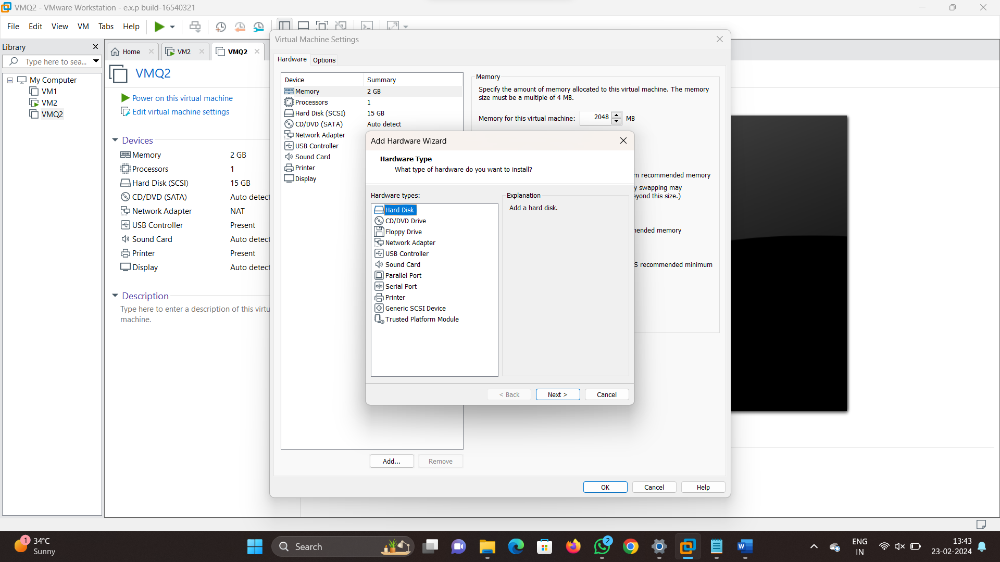 VMQ2 - VMware Workstation - e.x.p build-16540321
File Edit View VM Tabs Help
Library
Type here to sea...
My Computer
VM1
VM2
VMQ2
Home
VM2
VMQ2
VMQ2
Power on this virtual machine
Edit virtual machine settings
Devices
Memory 2 GB
Processors 1
Hard Disk (SCSI) 15 GB
CD/DVD (SATA) Auto detect
Network Adapter NAT
USB Controller Present
Sound Card Auto detect
Printer Present
Display Auto detect
Description
Type here to enter a description of this virtu
machine.
Virtual Machine Settings
Hardware Options
Device Summary
Memory 2 GB
Processors 1
Hard Disk (SCSI) 15 GB
CD/DVD (SATA) Auto detect
Network Adapter
USB Controller
Sound Card
Printer
Display
Add... Remove
Memory
Specify the amount of memory allocated to this virtual machine. The memory
size must be a multiple of 4 MB.
Memory for this virtual machine: 2048 MB
m recommended memory
y swapping may
eyond this size.)
ended memory
S recommended minimum
Add Hardware Wizard
Hardware Type
What type of hardware do you want to install?
Hardware types:
Hard Disk
CD/DVD Drive
Floppy Drive
Network Adapter
USB Controller
Sound Card
Parallel Port
Serial Port
Printer
Generic SCSI Device
Trusted Platform Module
Explanation
Add a hard disk.
< Back Next > Cancel
OK Cancel Help
1
34°C
Sunny
Search
2
ENG
IN
13:43
23-02-2024